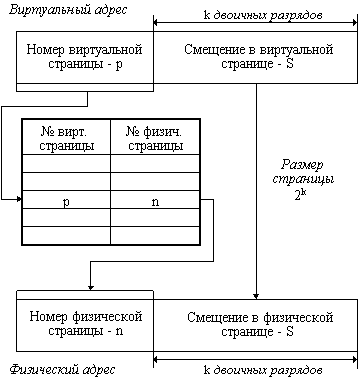 Виртуальный адрес
k двоичных разрядов
Номер виртуальной
страницы - p
Смещение в виртуальной
странице - S
№ вирт.
страницы
№ физич.
страницы
p
n
Размер
страницы
2k
Номер физической
страницы - n
Смещение в физической
странице - S
Физический адрес
k двоичных разрядов